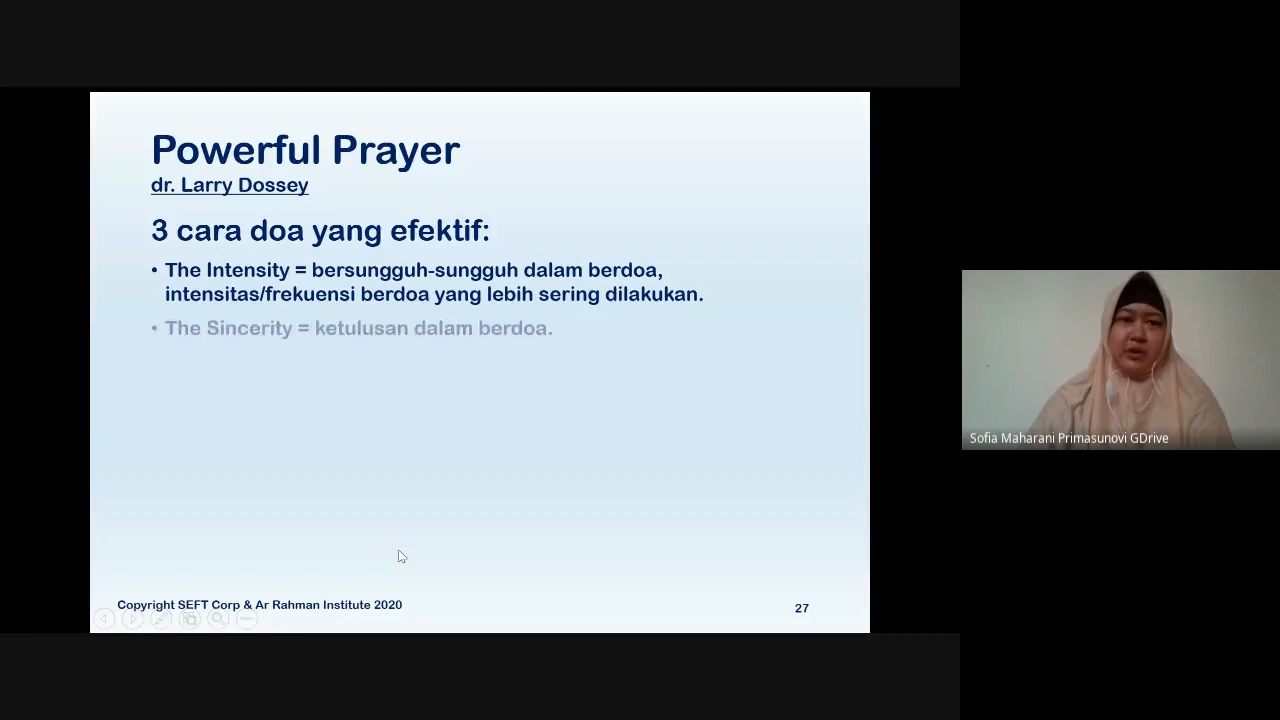 Powerful Prayer
dr. Larry Dossey
3 cara doa yang efektif:
• The Intensity = bersungguh-sungguh dalam berdoa,
intensitas/frekuensi berdoa yang lebih sering dilakukan.
• The Sincerity = ketulusan dalam berdoa.
Copyright SEFT Corp & Ar Rahman Institute 2020
27
Sofia Maharani Primasunovi GDrive